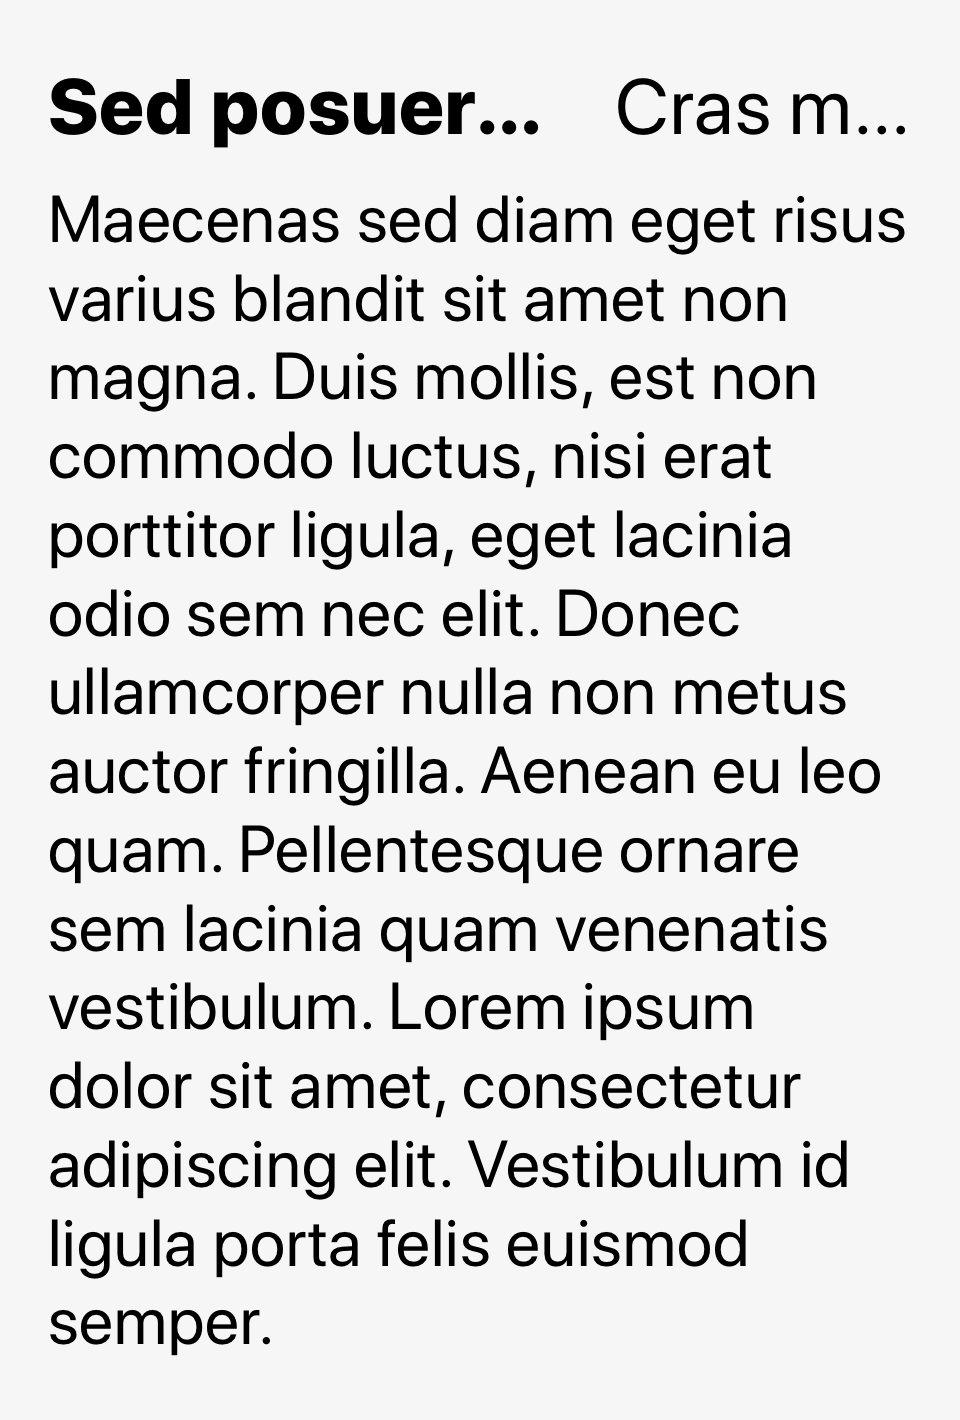 Sed posuer... Cras m...
Maecenas sed diam eget risus
varius blandit sit amet non
magna. Duis mollis, est non
commodo luctus, nisi erat
porttitor ligula, eget lacinia
odio sem nec elit. Donec
ullamcorper nulla non metus
auctor fringilla. Aenean eu leo
quam. Pellentesque ornare
sem lacinia quam venenatis
vestibulum. Lorem ipsum
dolor sit amet, consectetur
adipiscing elit. Vestibulum id
ligula porta felis euismod
semper.